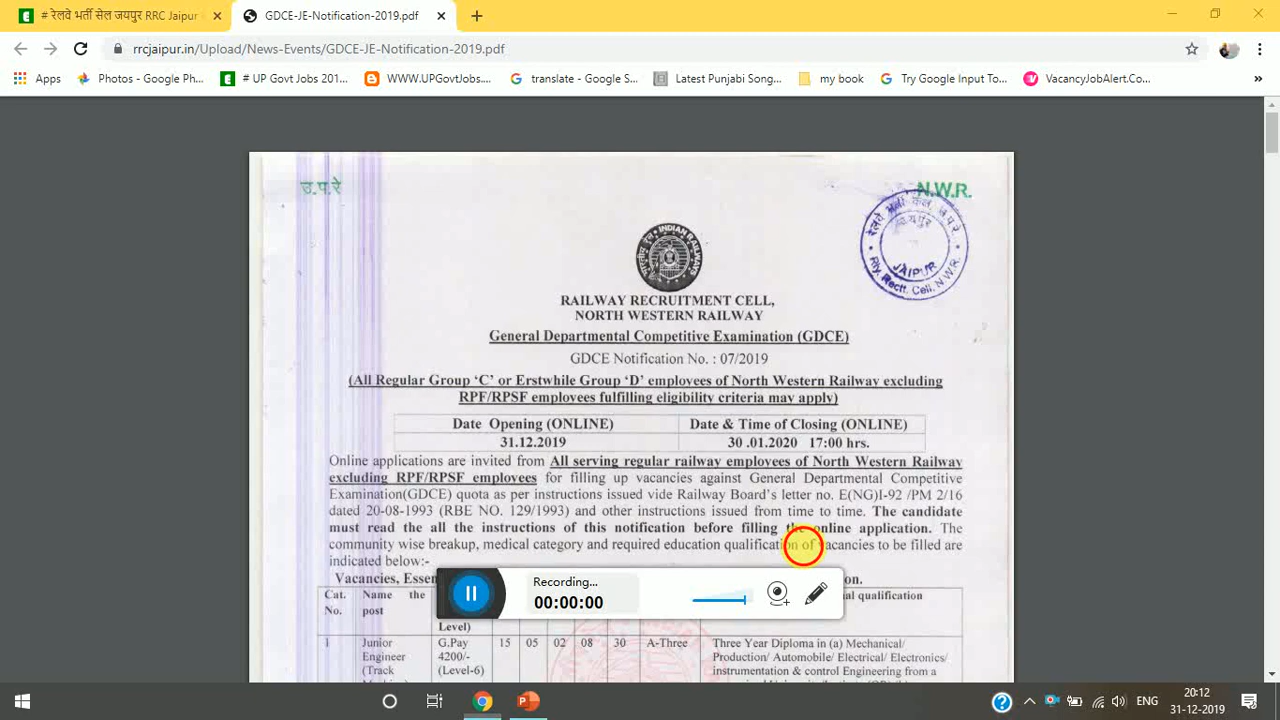 # रेलवे भर्ती सेल जयपुर RRC Jaipur
GDCE-JE-Notification-2019.pdf
rrcjaipur.in/Upload/News-Events/GDCE-JE-Notification-2019.pdf
Apps
Photos - Google Ph...
# UP Govt Jobs 201...
WWW.UPGovtJobs....
translate - Google S...
Latest Punjabi Song...
my book
Try Google Input To...
VacancyJobAlert.Co...
उ.प.रे
N.W.R.
JAIPUR
Rly. Rectt. Cell, N.W.R.
INDIAN RAILWAYS
RAILWAY RECRUITMENT CELL,
NORTH WESTERN RAILWAY
General Departmental Competitive Examination (GDCE)
GDCE Notification No. : 07/2019
(All Regular Group ‘C’ or Erstwhile Group ‘D’ employees of North Western Railway excluding
RPF/RPSF employees fulfilling eligibility criteria may apply)
Date Opening (ONLINE) Date & Time of Closing (ONLINE)
31.12.2019 30 .01.2020 17:00 hrs.
Online applications are invited from All serving regular railway employees of North Western Railway
excluding RPF/RPSF employees for filling up vacancies against General Departmental Competitive
Examination(GDCE) quota as per instructions issued vide Railway Board’s letter no. E(NG)I-92 /PM 2/16
dated 20-08-1993 (RBE NO. 129/1993) and other instructions issued from time to time. The candidate
must read the all the instructions of this notification before filling the online application. The
community wise breakup, medical category and required education qualification of vacancies to be filled are
indicated below:-
Vacancies,
Cat. Name the qualification
No. post
Level)
1 Junior G.Pay 15 05 02 08 30 A-Three Three Year Diploma in (a) Mechanical/
Engineer 4200/- Production/ Automobile/ Electrical/ Electronics/
(Track (Level-6) instrumentation & control Engineering from a
Recording...
00:00:00
ENG
20:12
31-12-2019